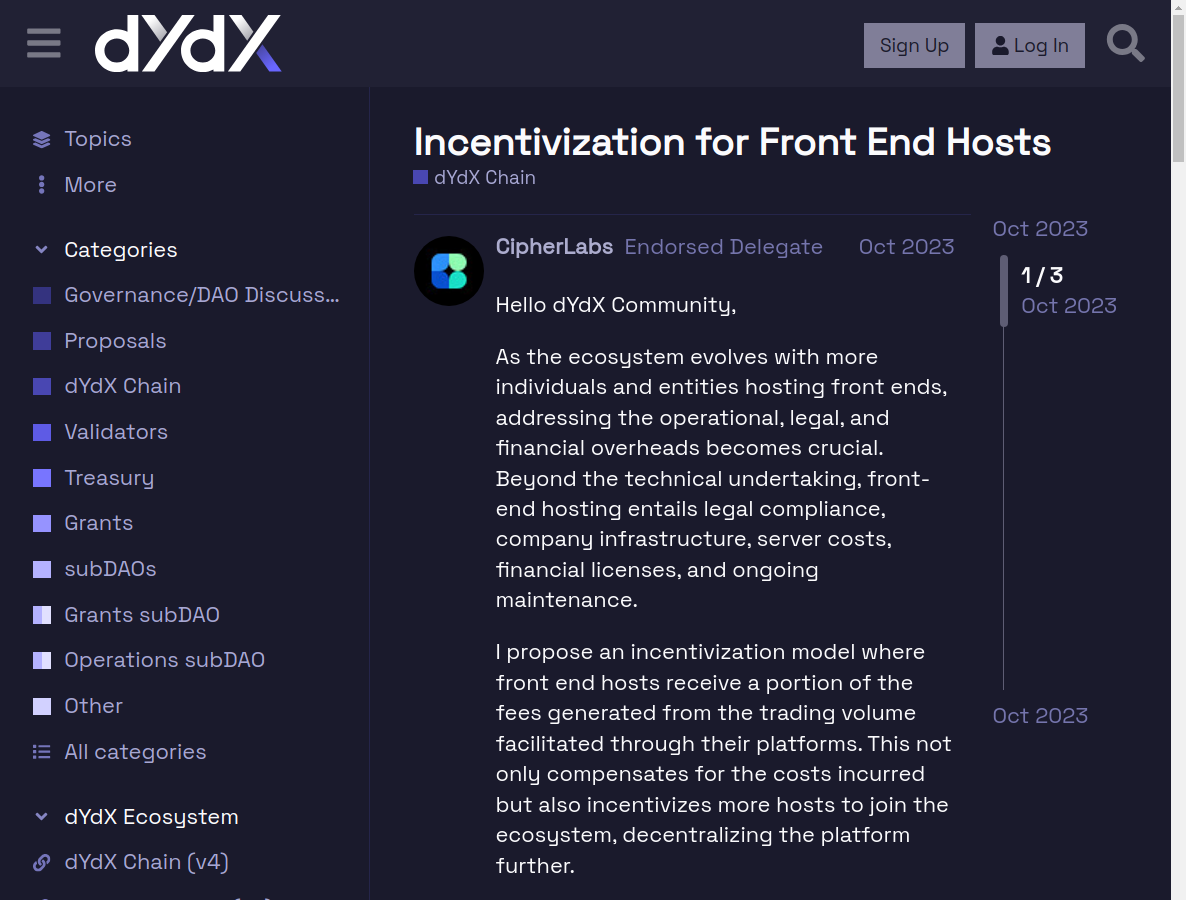 dYdX
Sign Up
Log In
Topics
More
Categories
Governance/DAO Discuss...
Proposals
dYdX Chain
Validators
Treasury
Grants
subDAOs
Grants subDAO
Operations subDAO
Other
All categories
dYdX Ecosystem
dYdX Chain (v4)
Incentivization for Front End Hosts
dYdX Chain
CipherLabs Endorsed Delegate Oct 2023
Hello dYdX Community,
As the ecosystem evolves with more
individuals and entities hosting front ends,
addressing the operational, legal, and
financial overheads becomes crucial.
Beyond the technical undertaking, front-
end hosting entails legal compliance,
company infrastructure, server costs,
financial licenses, and ongoing
maintenance.
I propose an incentivization model where
front end hosts receive a portion of the
fees generated from the trading volume
facilitated through their platforms. This not
only compensates for the costs incurred
but also incentivizes more hosts to join the
ecosystem, decentralizing the platform
further.
Oct 2023
1 / 3
Oct 2023
Oct 2023